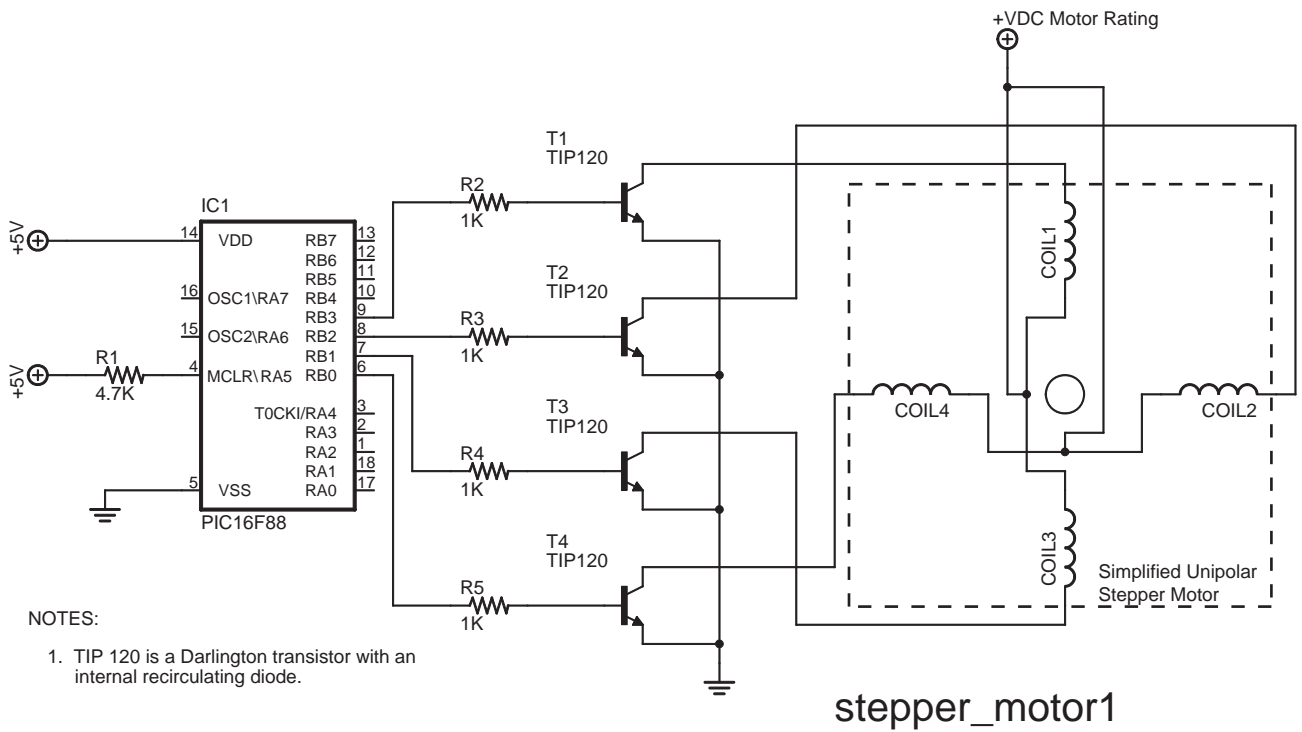 +VDC Motor Rating
T1
TIP120
R2
1K
IC1
+5V
14
VDD
RB7
13
RB6
12
RB5
11
16
OSC1\RA7
RB4
10
RB3
9
15
OSC2\RA6
RB2
8
RB1
7
+5V
R1
4.7K
4
MCLR\RA5
RB0
6
T0CKI/RA4
3
RA3
2
RA2
1
RA1
18
5
VSS
RA0
17
PIC16F88
T2
TIP120
R3
1K
T3
TIP120
R4
1K
T4
TIP120
R5
1K
COIL1
COIL4
COIL2
COIL3
Simplified Unipolar
Stepper Motor
NOTES:
1. TIP 120 is a Darlington transistor with an
internal recirculating diode.
stepper_motor1